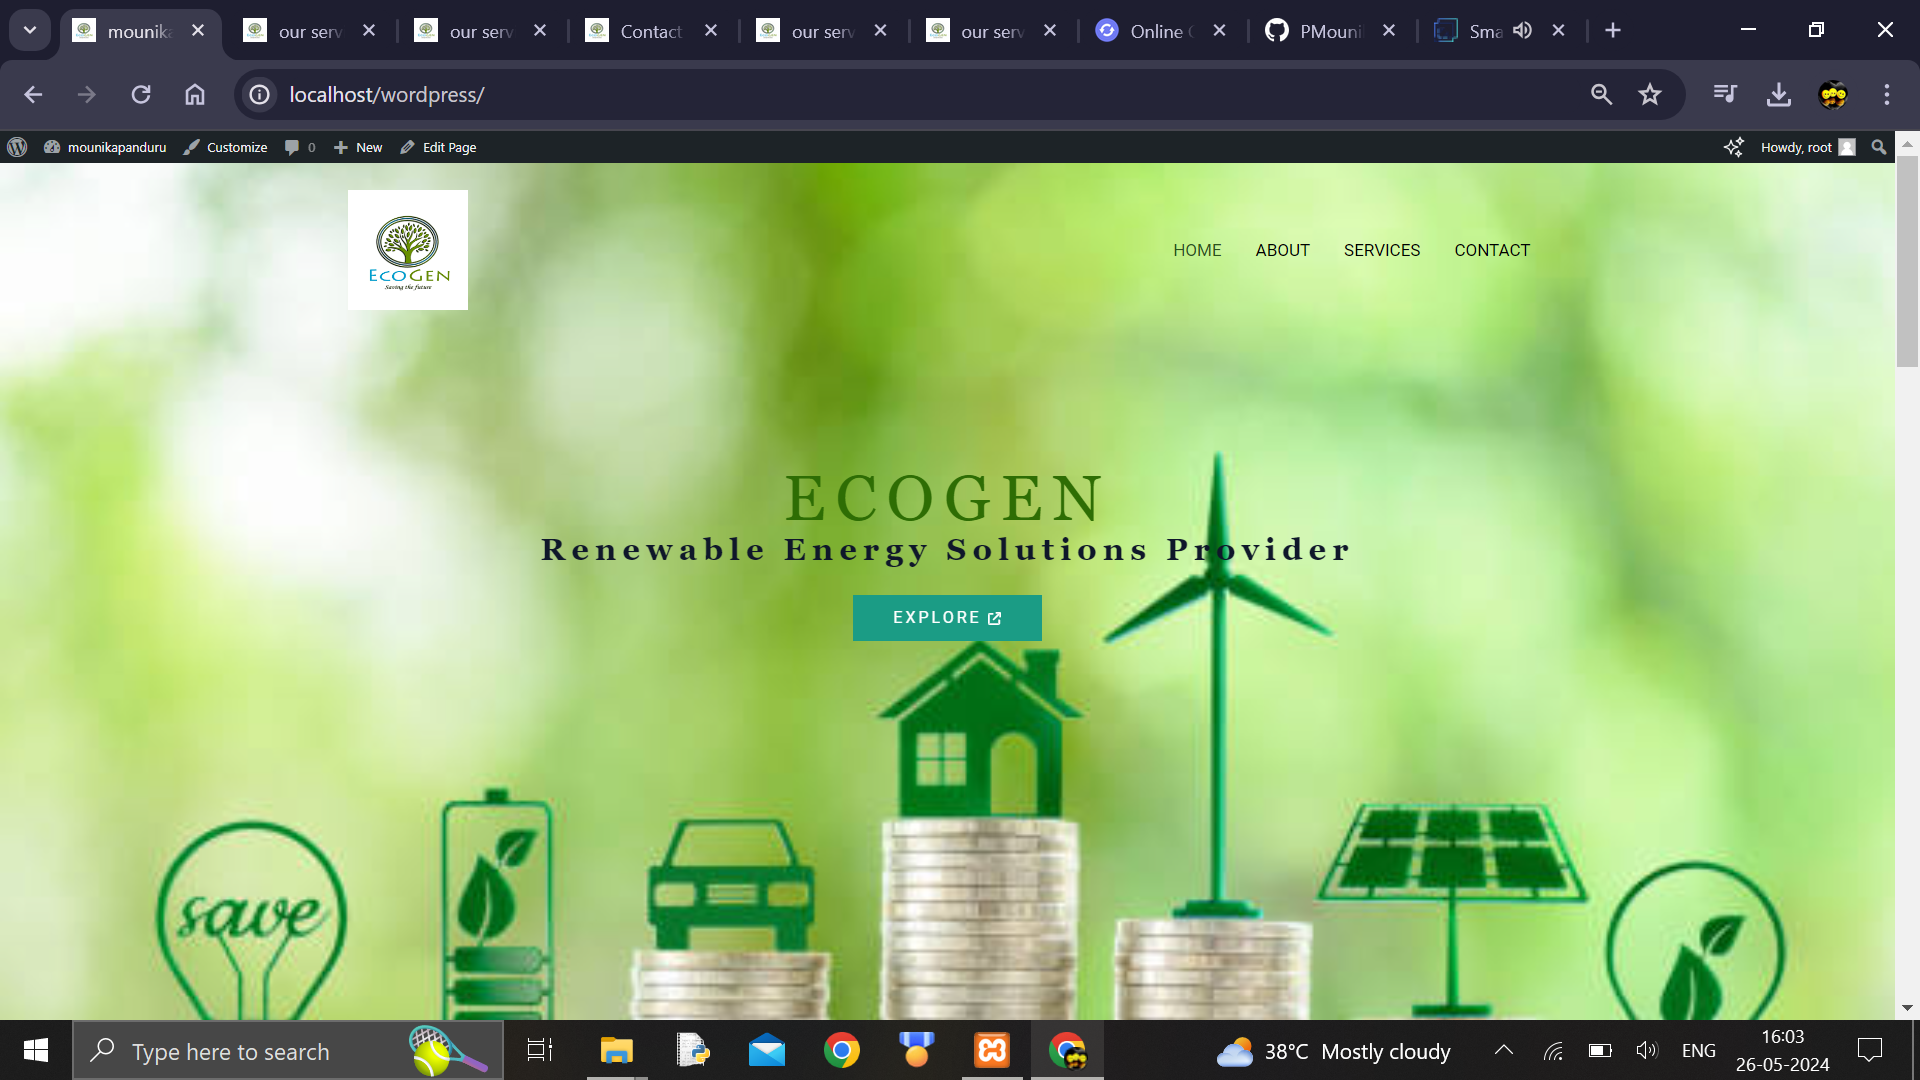 mounika
our serv
our serv
Contact
our serv
our serv
Online
PMouni
Sma
localhost/wordpress/
mounikapanduru
Customize
0
New
Edit Page
Howdy, root
EcoGen
Saving the future
HOME
ABOUT
SERVICES
CONTACT
ECOGEN
Renewable Energy Solutions Provider
EXPLORE
save
Type here to search
38°C Mostly cloudy
ENG
16:03
26-05-2024